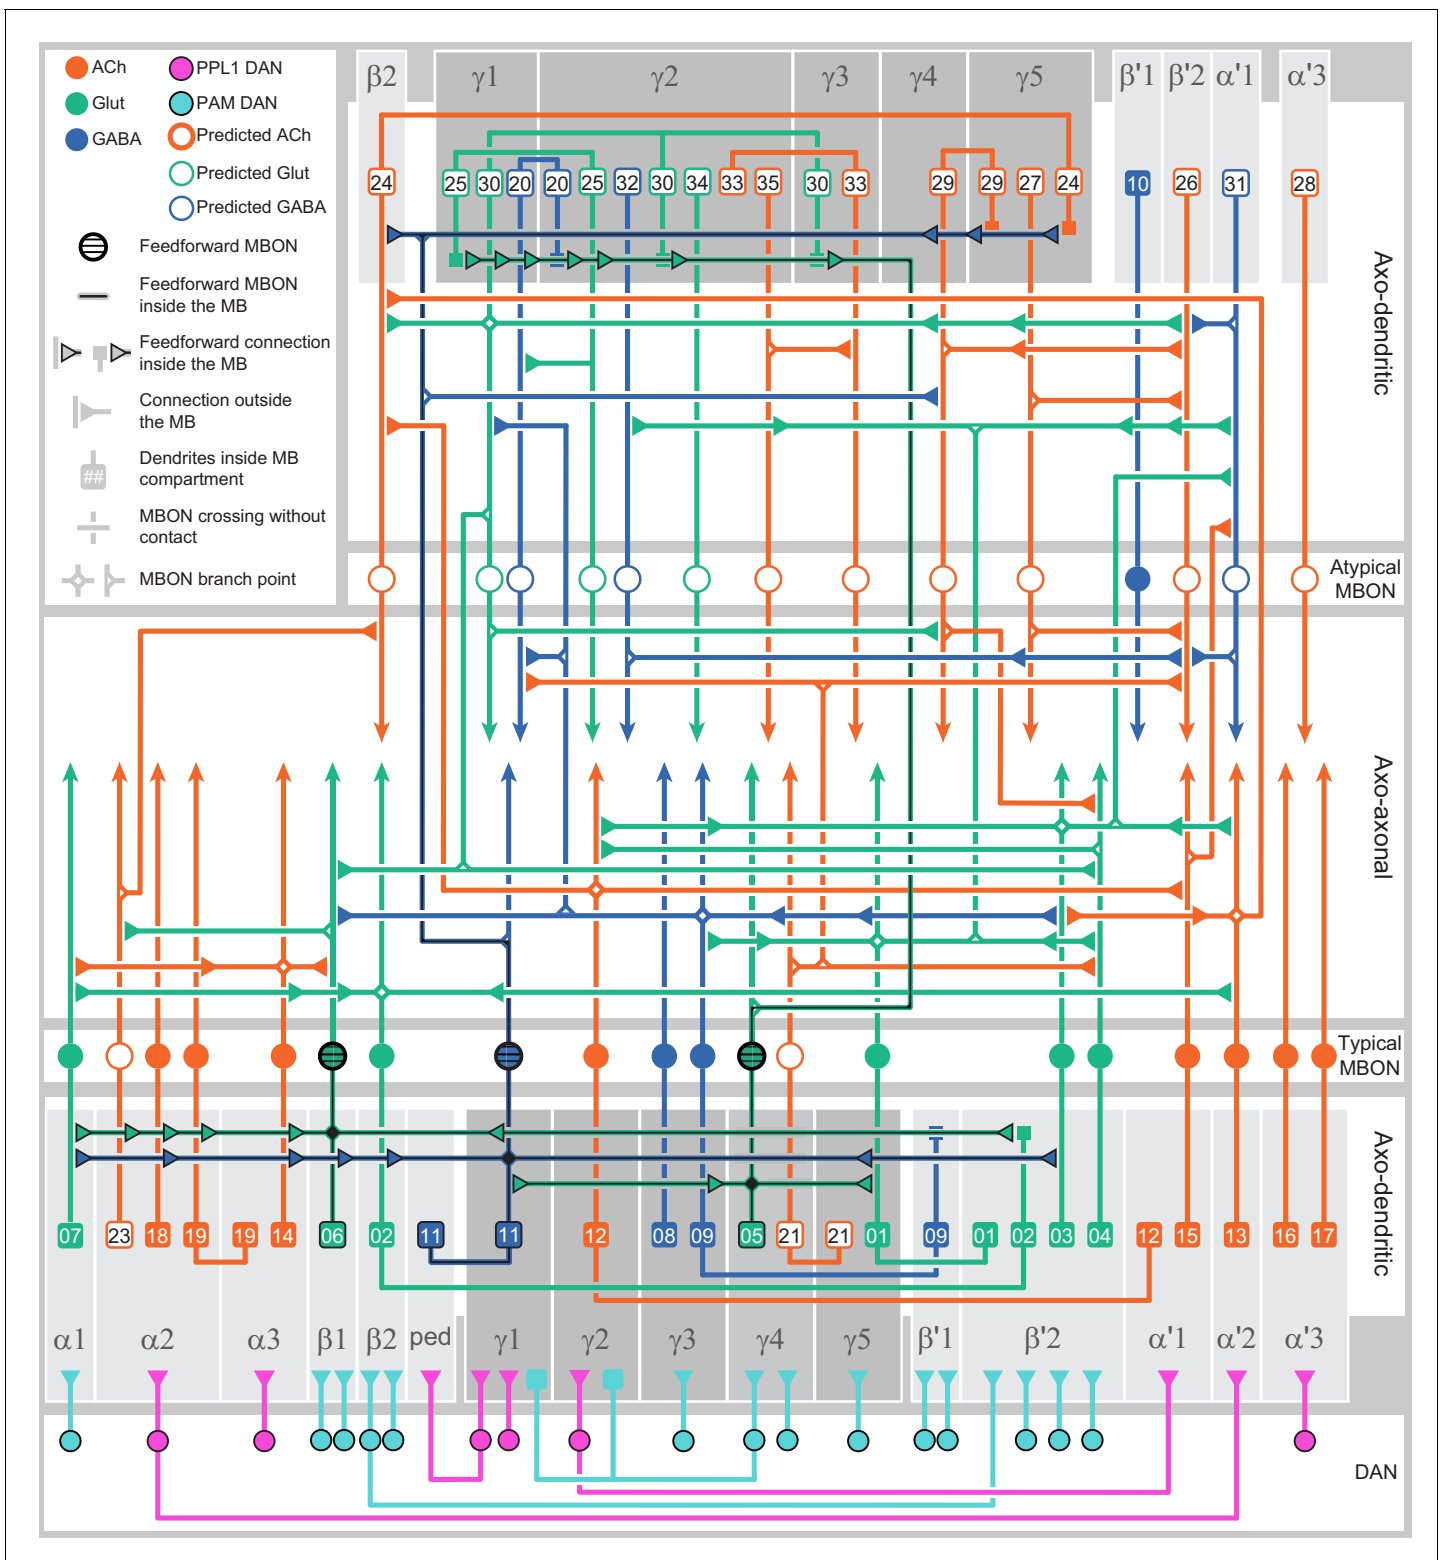 ACh
PPL1 DAN
Glut
PAM DAN
GABA
Predicted ACh
Predicted Glut
Predicted GABA
Feedforward MBON
Feedforward MBON
inside the MB
Feedforward connection
inside the MB
Connection outside
the MB
##
Dendrites inside MB
compartment
MBON crossing without
contact
MBON branch point
β2 γ1 γ2 γ3 γ4 γ5 β'1 β'2 α'1 α'3
24 25 30 20 20 25 32 30 34 33 35 30 33 29 29 27 24 10 26 31 28
Axo-dendritic
Atypical
MBON
Axo-axonal
Typical
MBON
Axo-dendritic
07 23 18 19 19 14 06 02 11 11 12 08 09 05 21 21 01 09 01 02 03 04 12 15 13 16 17
α1 α2 α3 β1 β2 ped γ1 γ2 γ3 γ4 γ5 β'1 β'2 α'1 α'2 α'3
DAN